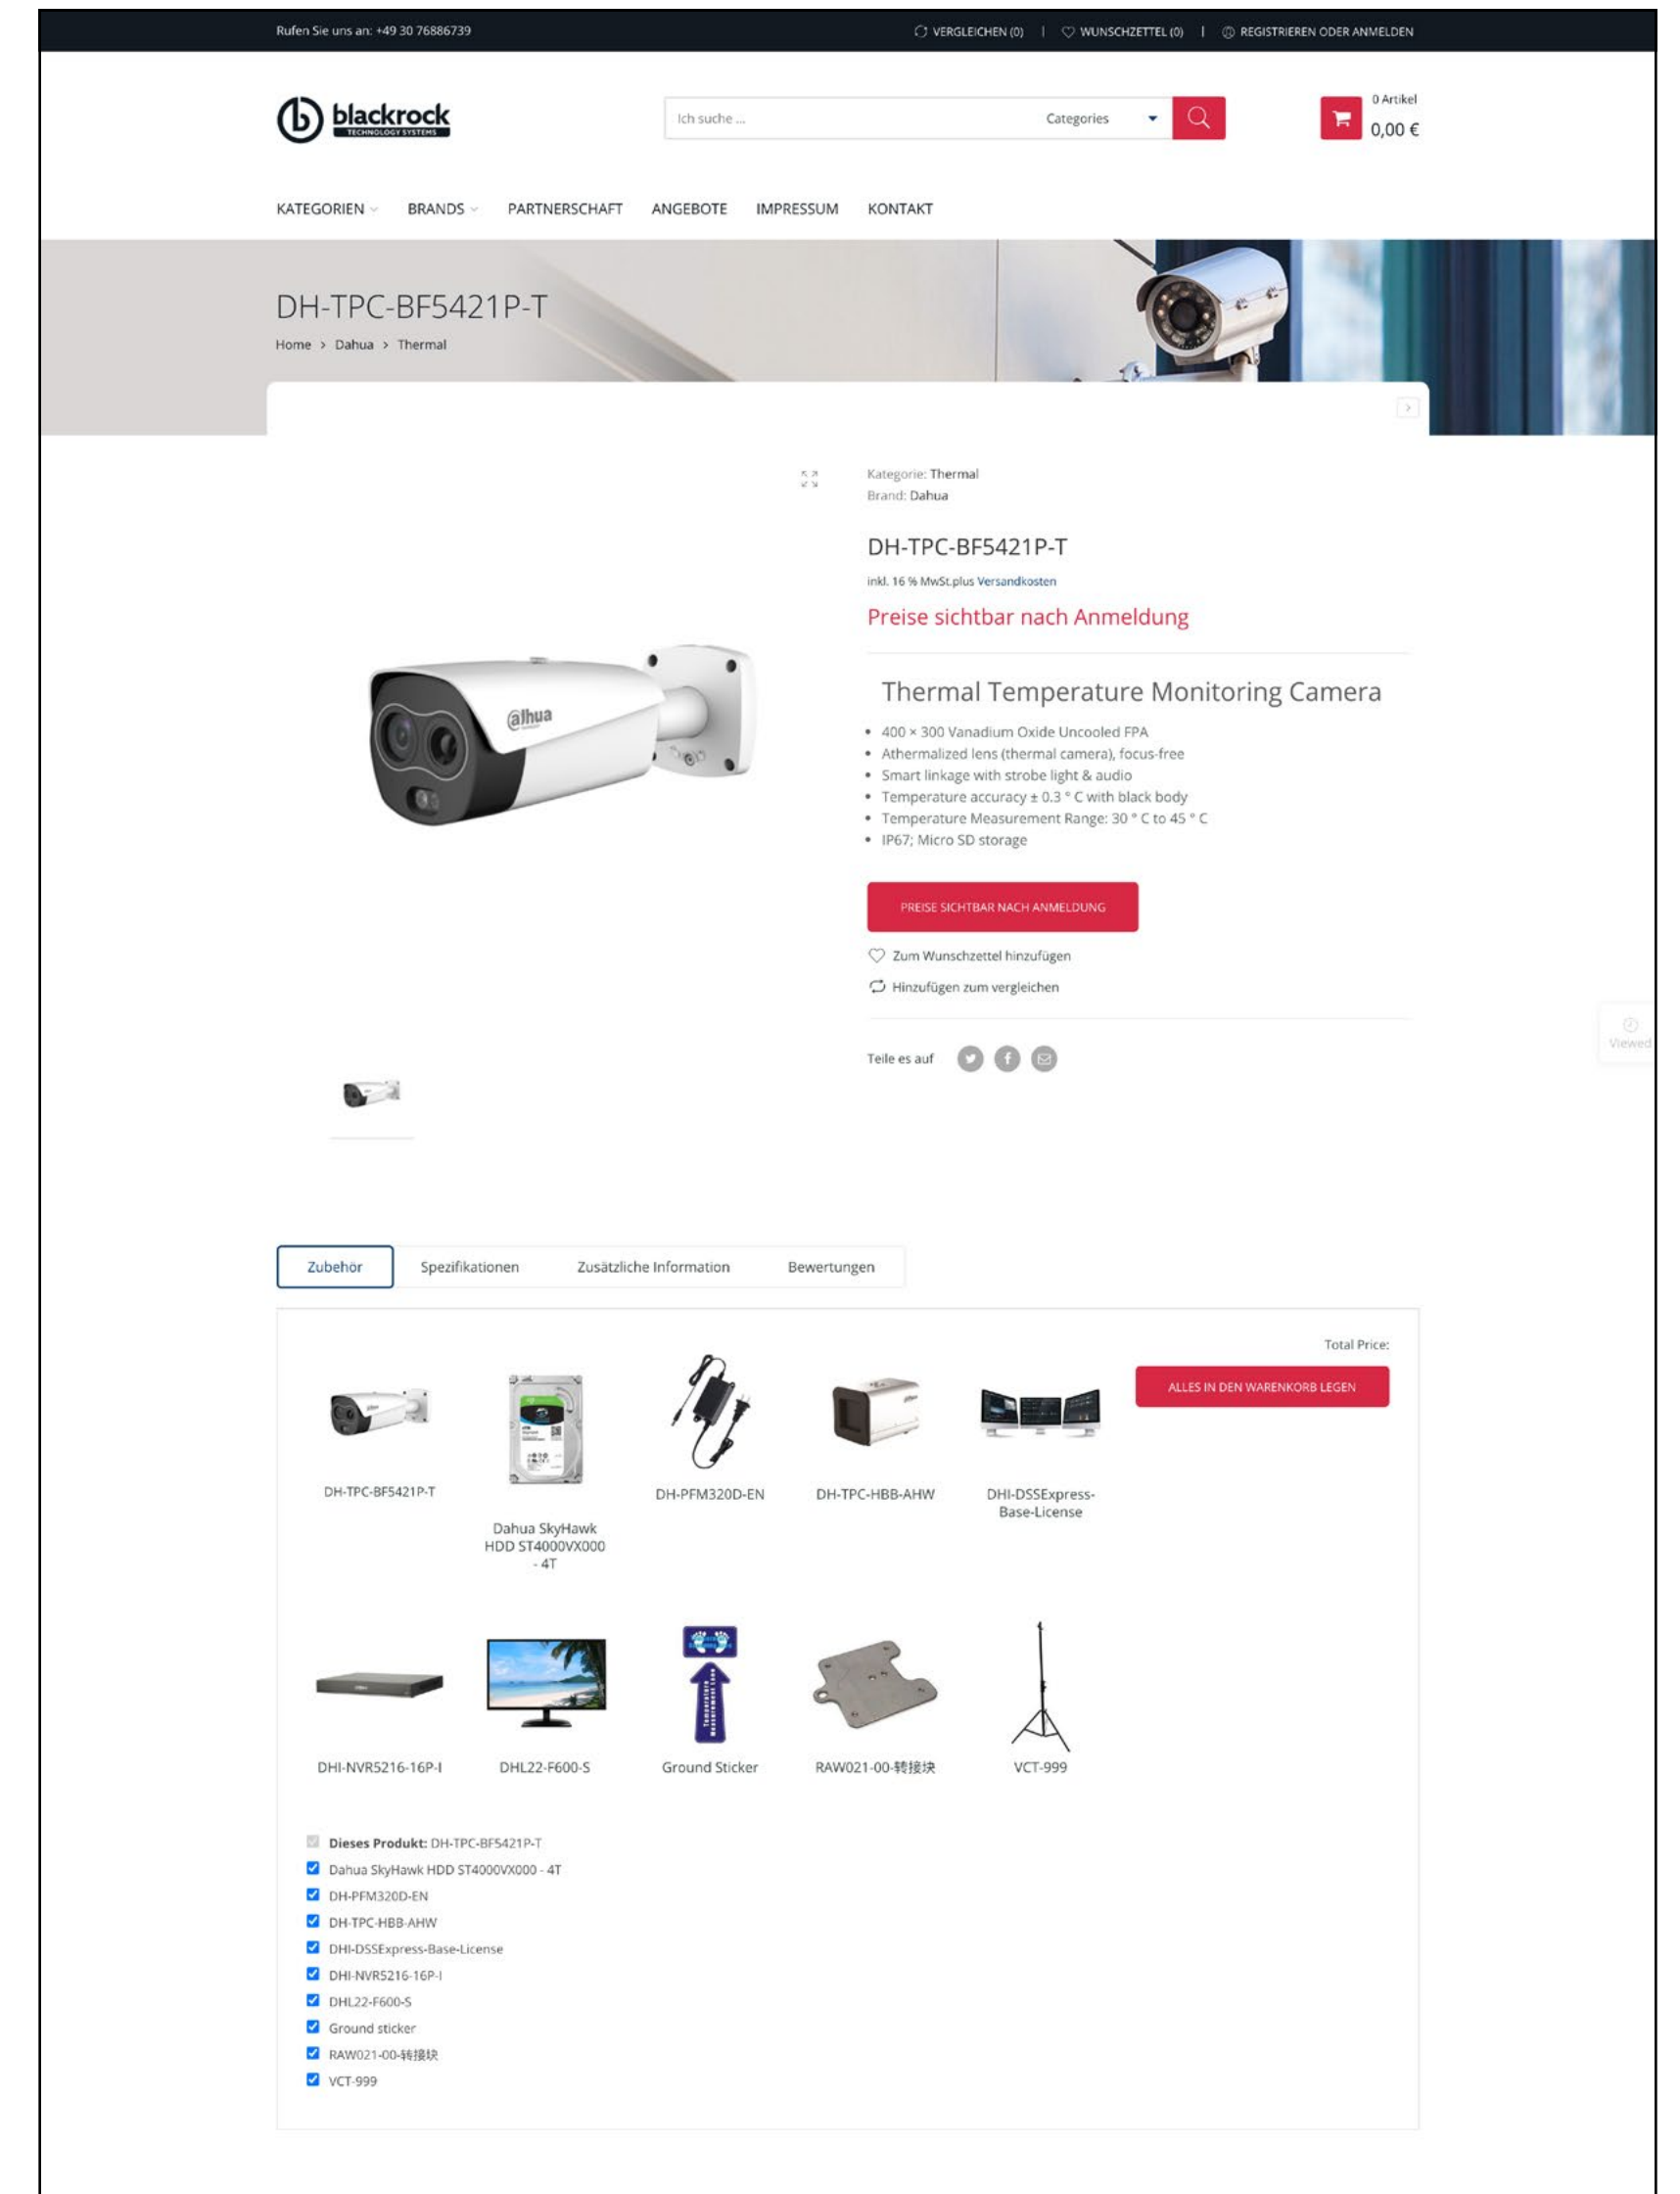 Rufen Sie uns an: +49 30 76886739
VERGLEICHEN (0) | WUNSCHZETTEL (0) | REGISTRIEREN ODER ANMELDEN
blackrock
TECHNOLOGY SYSTEMS
Ich suche ...
Categories
0 Artikel
0,00 €
KATEGORIEN BRANDS PARTNERSCHAFT ANGEBOTE IMPRESSUM KONTAKT
DH-TPC-BF5421P-T
Home > Dahua > Thermal
Kategorie: Thermal
Brand: Dahua
DH-TPC-BF5421P-T
inkl. 16 % MwSt.plus Versandkosten
Preise sichtbar nach Anmeldung
alhua
Thermal Temperature Monitoring Camera
• 400 × 300 Vanadium Oxide Uncooled FPA
• Athermalized lens (thermal camera), focus-free
• Smart linkage with strobe light & audio
• Temperature accuracy ± 0.3 ° C with black body
• Temperature Measurement Range: 30 ° C to 45 ° C
• IP67; Micro SD storage
PREISE SICHTBAR NACH ANMELDUNG
Zum Wunschzettel hinzufügen
Hinzufügen zum vergleichen
Viewed
Teile es auf
Zubehör Spezifikationen Zusätzliche Information Bewertungen
Total Price:
ALLES IN DEN WARENKORB LEGEN
DH-TPC-BF5421P-T
Dahua SkyHawk
HDD ST4000VX000
- 4T
DH-PFM320D-EN
DH-TPC-HBB-AHW
DHI-DSSExpress-
Base-License
Temperature
Measurement Lane
DHI-NVR5216-16P-I
DHL22-F600-S
Ground Sticker
RAW021-00-转接块
VCT-999
Dieses Produkt: DH-TPC-BF5421P-T
Dahua SkyHawk HDD ST4000VX000 - 4T
DH-PFM320D-EN
DH-TPC-HBB-AHW
DHI-DSSExpress-Base-License
DHI-NVR5216-16P-I
DHL22-F600-S
Ground sticker
RAW021-00-转接块
VCT-999